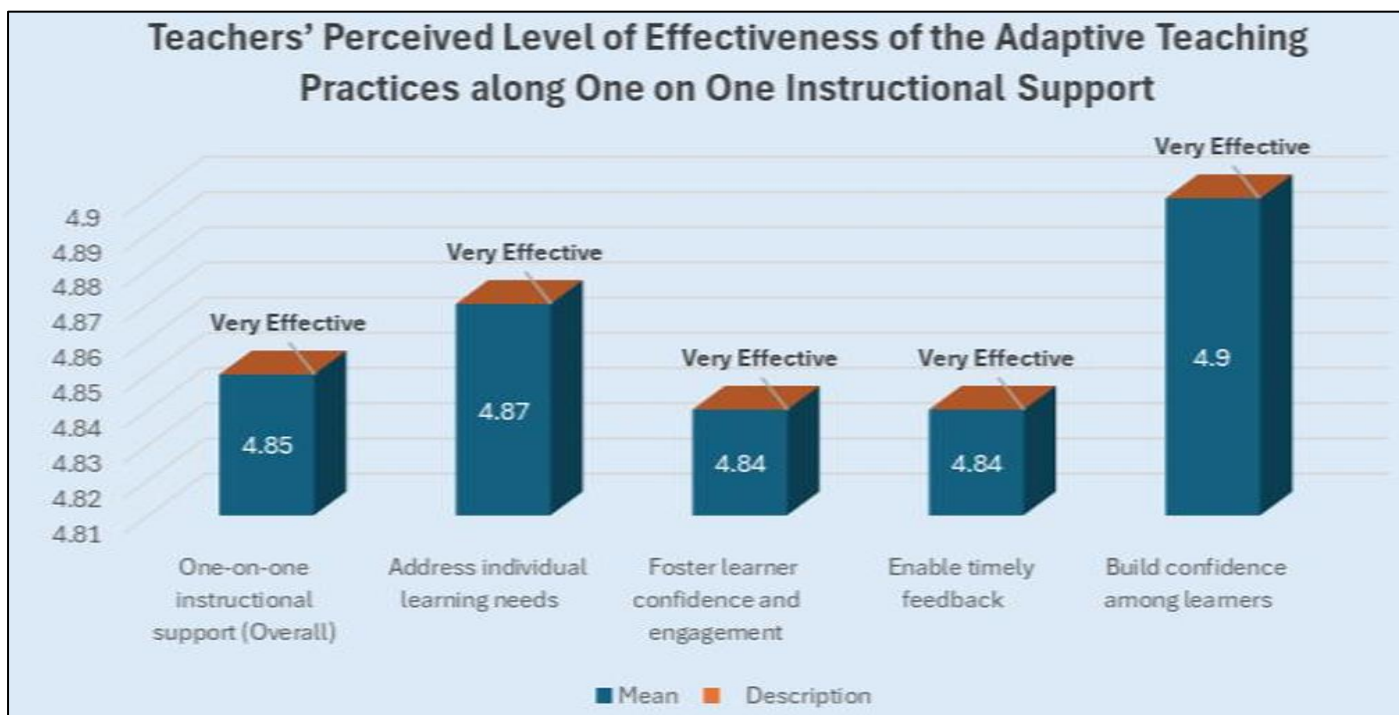 Teachers’ Perceived Level of Effectiveness of the Adaptive Teaching
Practices along One on One Instructional Support
Very Effective
4.9
4.89
4.88
4.87
4.86
4.85
4.84
4.83
4.82
4.81
Very Effective
Very Effective
Very Effective
Very Effective
4.85
4.87
4.84
4.84
4.9
One-on-one
instructional
support (Overall)
Address individual
learning needs
Foster learner
confidence and
engagement
Enable timely
feedback
Build confidence
among learners
Mean
Description